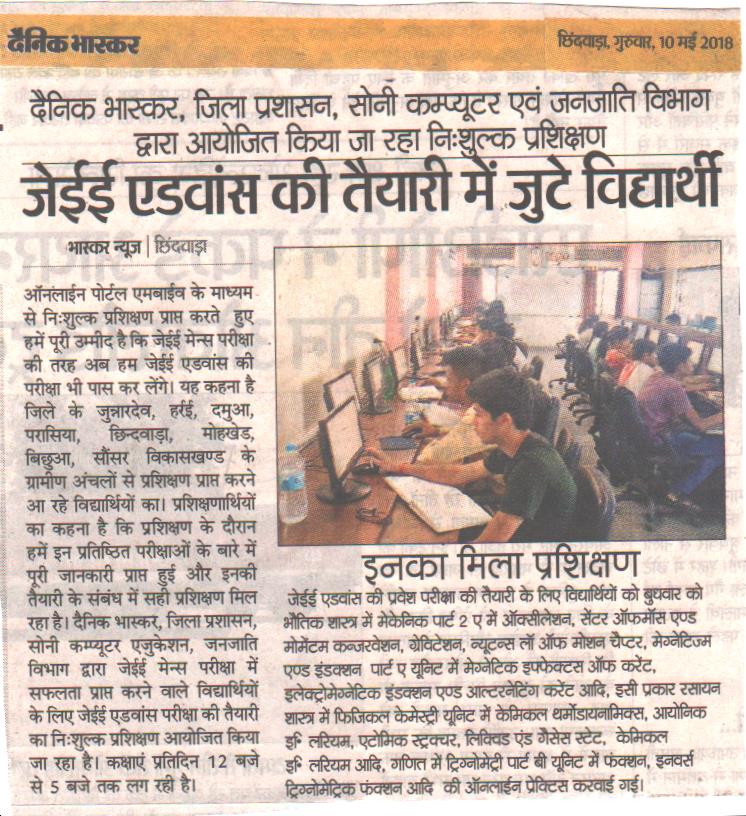 दैनिक भास्कर
छिंदवाड़ा, गुरुवार, 10 मई 2018
दैनिक भास्कर, जिला प्रशासन, सोनी कम्प्यूटर एवं जनजाति विभाग
द्वारा आयोजित किया जा रहा निःशुल्क प्रशिक्षण
जेईई एडवांस की तैयारी में जुटे विद्यार्थी
भास्कर न्यूज | छिंदवाड़ा
ऑनलाईन पोर्टल एमबाईव के माध्यम
से निःशुल्क प्रशिक्षण प्राप्त करते हुए
हमें पूरी उम्मीद है कि जेईई मेन्स परीक्षा
की तरह अब हम जेईई एडवांस की
परीक्षा भी पास कर लेंगे। यह कहना है
जिले के जुन्नारदेव, हर्रई, दमुआ,
परासिया, छिन्दवाड़ा, मोहखेड,
बिछुआ, सौंसर विकासखण्ड के
ग्रामीण अंचलों से प्रशिक्षण प्राप्त करने
आ रहे विद्यार्थियों का। प्रशिक्षणार्थियों
का कहना है कि प्रशिक्षण के दौरान
हमें इन प्रतिष्ठित परीक्षाओं के बारे में
पूरी जानकारी प्राप्त हुई और इनकी
तैयारी के संबंध में सही प्रशिक्षण मिल
रहा है। दैनिक भास्कर, जिला प्रशासन,
सोनी कम्प्यूटर एजुकेशन, जनजाति
विभाग द्वारा जेईई मेन्स परीक्षा में
सफलता प्राप्त करने वाले विद्यार्थियों
के लिए जेईई एडवांस परीक्षा की तैयारी
का निःशुल्क प्रशिक्षण आयोजित किया
जा रहा है। कक्षाएं प्रतिदिन 12 बजे
से 5 बजे तक लग रही है।
इनका मिला प्रशिक्षण
जेईई एडवांस की प्रवेश परीक्षा की तैयारी के लिए विद्यार्थियों को बुधवार को
भौतिक शास्त्र में मेकेनिक पार्ट 2 ए में ऑक्सीलेशन, सेंटर ऑफमॉस एण्ड
मोमेंटम कन्जरवेशन, ग्रेविटेशन, न्यूटन्स लॉ ऑफ मोशन चैप्टर, मेग्नेटिज्म
एण्ड इंडक्शन पार्ट ए यूनिट में मेग्नेटिक इफ्फेक्टस ऑफ करेंट,
इलेक्ट्रोमेग्नेटिक इंडक्शन एण्ड आल्टरनेटिंग करेंट आदि, इसी प्रकार रसायन
शास्त्र में फिजिकल केमेस्ट्री यूनिट में केमिकल थर्मोडायनामिक्स, आयोनिक
इि लरियम, एटोमिक स्ट्रक्चर, लिक्विड एंड गैसेस स्टेट, केमिकल
इि लरियम आदि, गणित में ट्रिग्नोमेट्री पार्ट बी यूनिट में फंक्शन, इनवर्स
ट्रिग्नोमेट्रिक फंक्शन आदि की ऑनलाईन प्रेक्टिस करवाई गई।